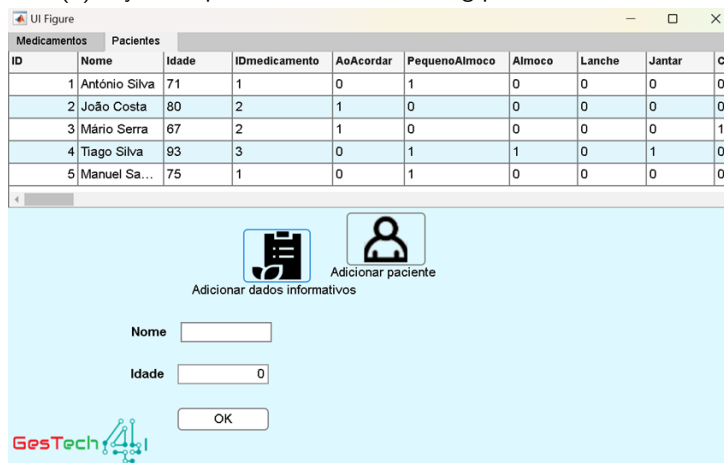 UI Figure
Medicamentos Pacientes
ID Nome Idade IDmedicamento AoAcordar PequenoAlmoco Almoco Lanche Jantar
1 António Silva 71 1 0 1 0 0 0 0
2 João Costa 80 2 1 0 0 0 0 0
3 Mário Serra 67 2 1 0 0 0 0 1
4 Tiago Silva 93 3 0 1 1 0 1 0
5 Manuel Sa... 75 1 0 1 0 0 0 0
Adicionar paciente
Adicionar dados informativos
Nome
Idade 0
OK
GesTech4.I